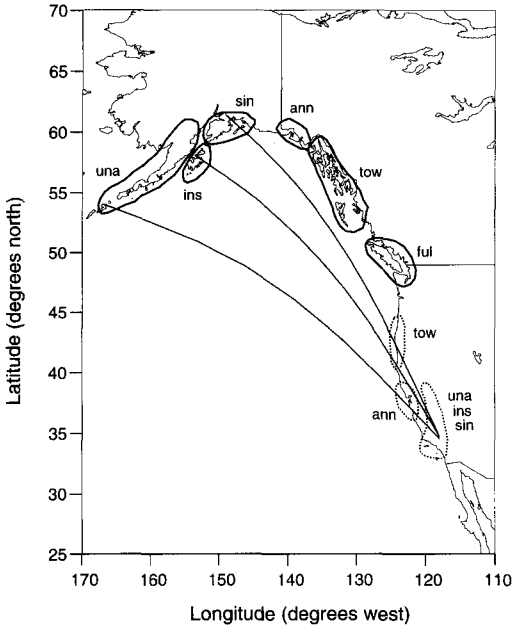 70
65
60
55
50
45
40
35
30
25
Latitude (degrees north)
sin
ann
una
tow
ins
ful
tow
una
ann
ins
sin
170
160
150
140
130
120
110
Longitude (degrees west)